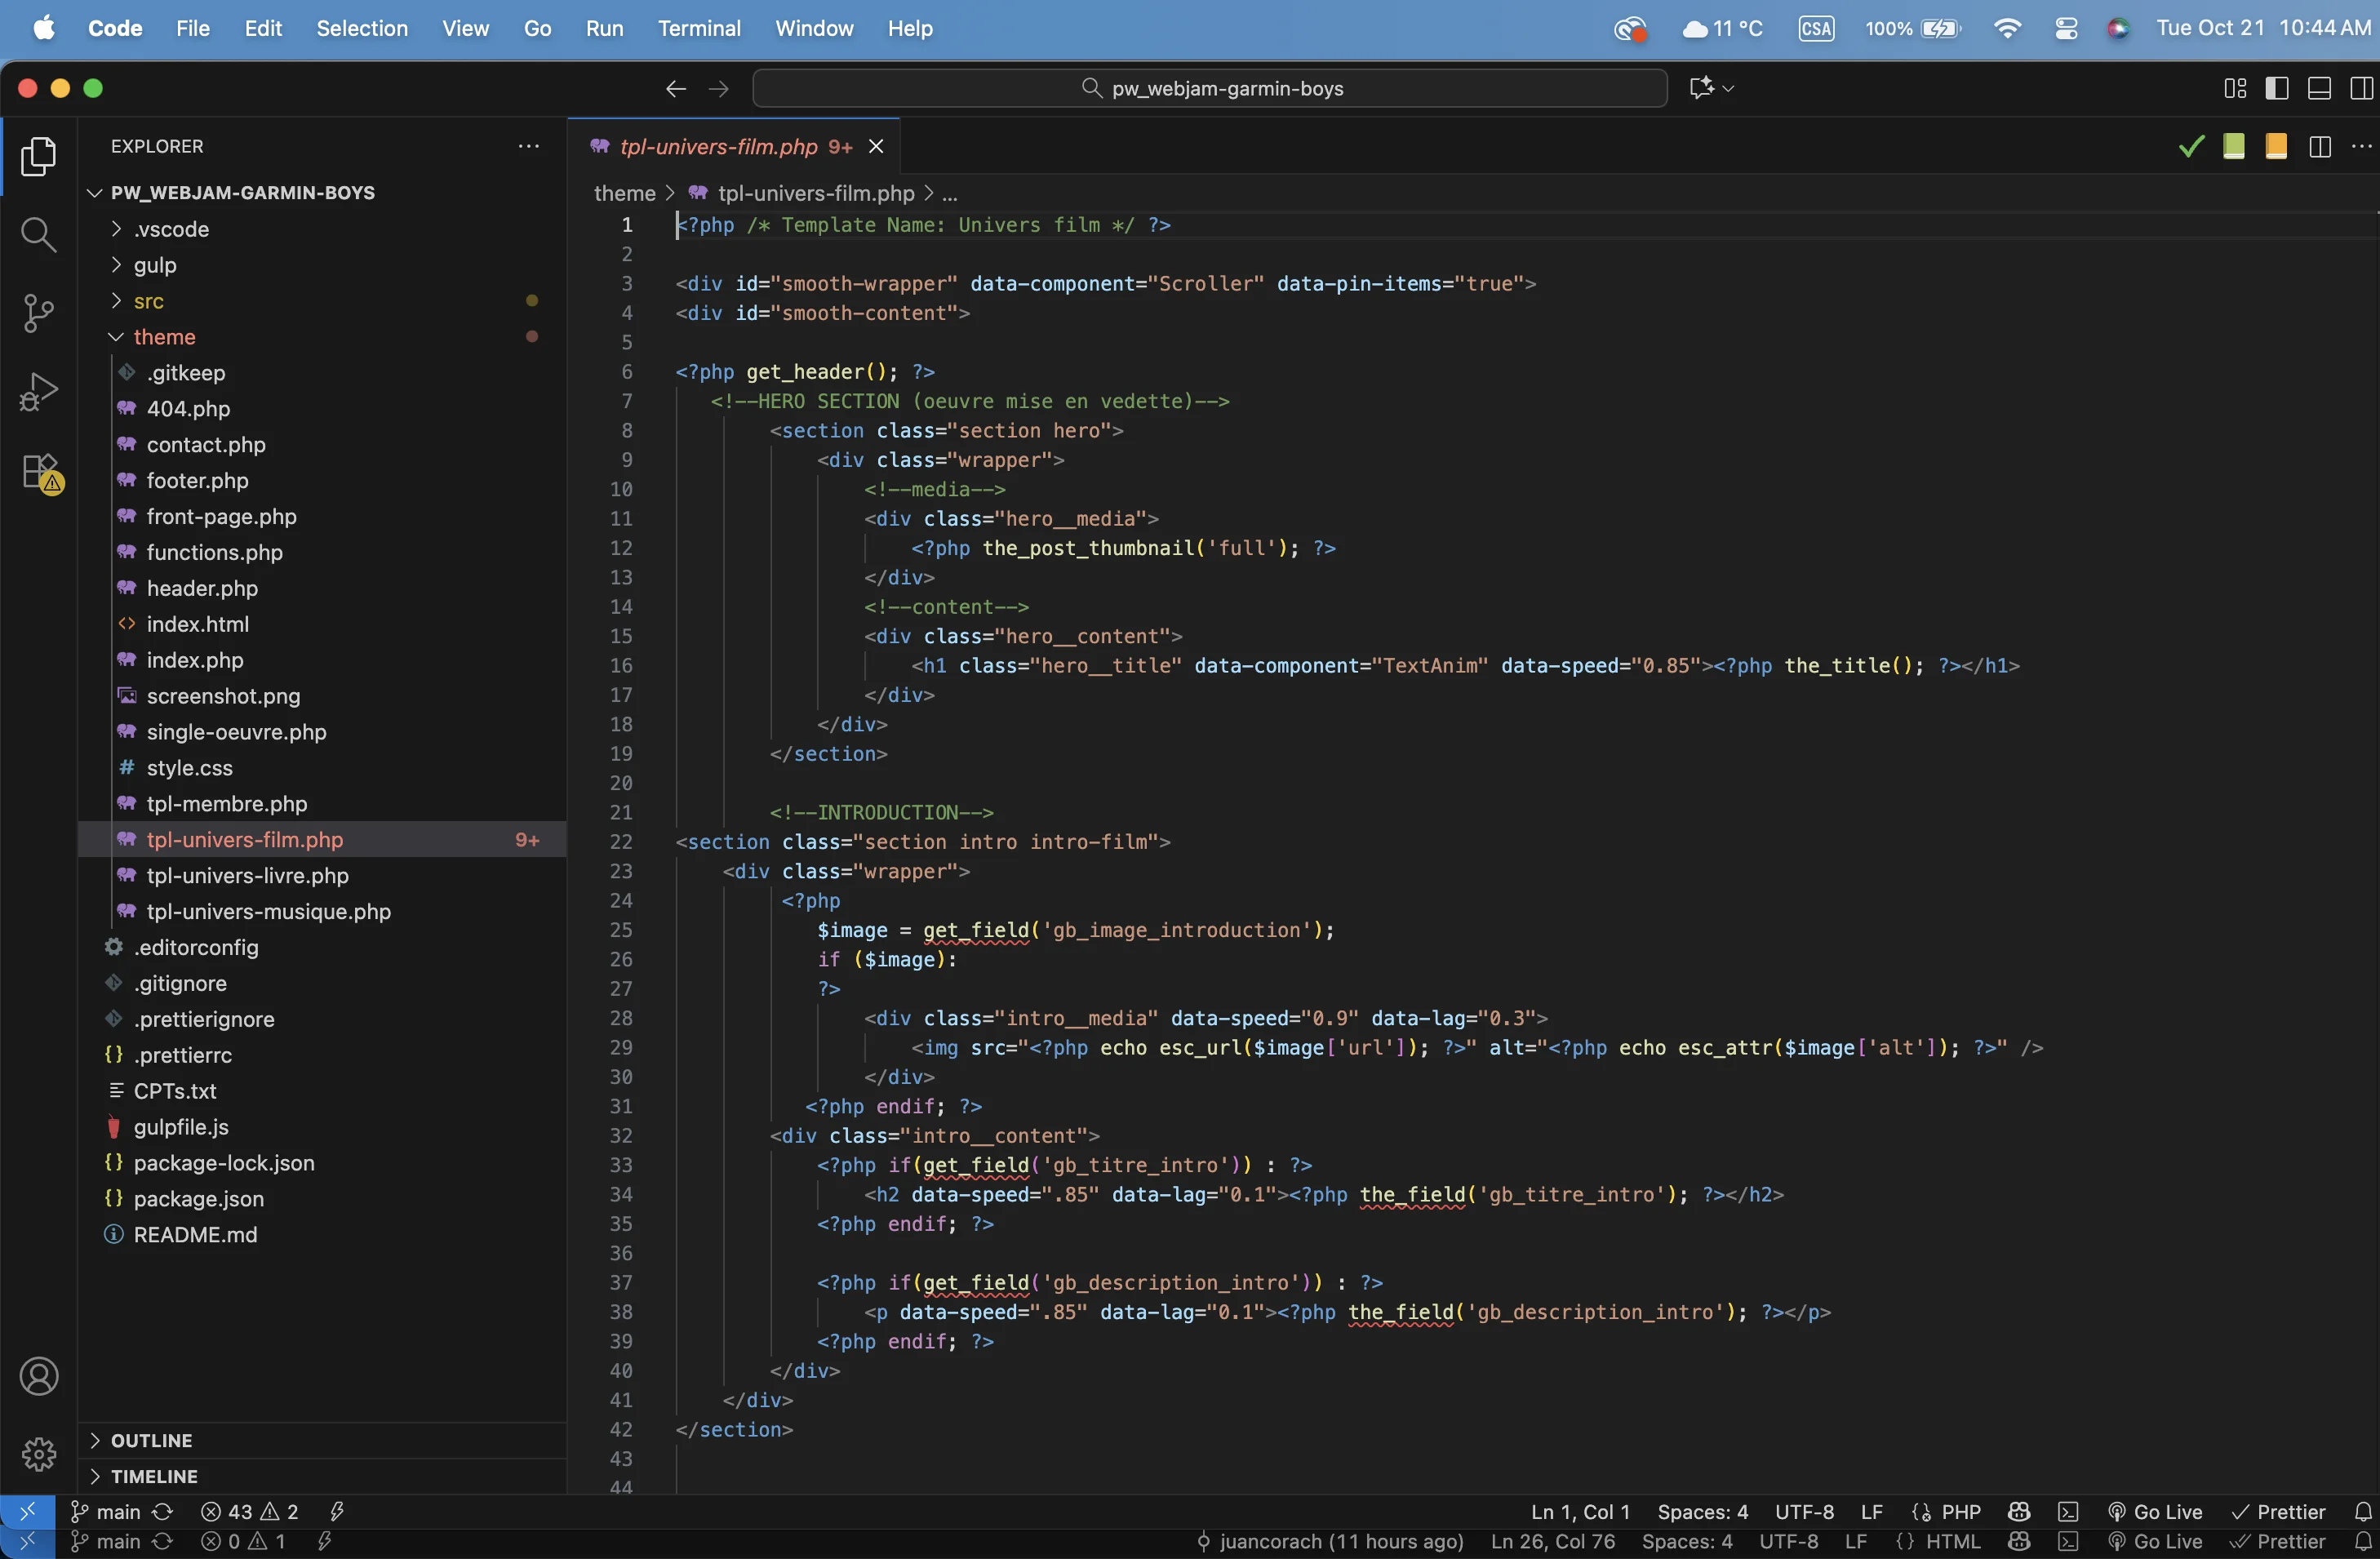 Code File Edit Selection View Go Run Terminal Window Help 11 °C CSA 100% Tue Oct 21 10:44 AM
pw_webjam-garmin-boys
EXPLORER
PW_WEBJAM-GARMIN-BOYS
.vscode
gulp
src
theme
.gitkeep
404.php
contact.php
footer.php
front-page.php
functions.php
header.php
index.html
index.php
screenshot.png
single-oeuvre.php
style.css
tpl-membre.php
tpl-univers-film.php 9+
tpl-univers-livre.php
tpl-univers-musique.php
.editorconfig
.gitignore
.prettierignore
.prettierrc
CPTs.txt
gulpfile.js
package-lock.json
package.json
README.md
OUTLINE
TIMELINE
tpl-univers-film.php 9+
theme > tpl-univers-film.php > ...
1 <?php /* Template Name: Univers film */ ?>
2
3 <div id="smooth-wrapper" data-component="Scroller" data-pin-items="true">
4 <div id="smooth-content">
5
6 <?php get_header(); ?>
7 <!--HERO SECTION (oeuvre mise en vedette)-->
8 <section class="section hero">
9 <div class="wrapper">
10 <!--media-->
11 <div class="hero__media">
12 <?php the_post_thumbnail('full'); ?>
13 </div>
14 <!--content-->
15 <div class="hero__content">
16 <h1 class="hero__title" data-component="TextAnim" data-speed="0.85"><?php the_title(); ?></h1>
17 </div>
18 </div>
19 </section>
20
21 <!--INTRODUCTION-->
22 <section class="section intro intro-film">
23 <div class="wrapper">
24 <?php
25 $image = get_field('gb_image_introduction');
26 if ($image):
27 ?>
28 <div class="intro__media" data-speed="0.9" data-lag="0.3">
29 <img src="<?php echo esc_url($image['url']); ?>" alt="<?php echo esc_attr($image['alt']); ?>" />
30 </div>
31 <?php endif; ?>
32 <div class="intro__content">
33 <?php if(get_field('gb_titre_intro')) : ?>
34 <h2 data-speed=".85" data-lag="0.1"><?php the_field('gb_titre_intro'); ?></h2>
35 <?php endif; ?>
36
37 <?php if(get_field('gb_description_intro')) : ?>
38 <p data-speed=".85" data-lag="0.1"><?php the_field('gb_description_intro'); ?></p>
39 <?php endif; ?>
40 </div>
41 </div>
42 </section>
43
44
main 43 2 Ln 1, Col 1 Spaces: 4 UTF-8 LF PHP Go Live Prettier
main 0 1 juancorach (11 hours ago) Ln 26, Col 76 Spaces: 4 UTF-8 LF HTML Go Live Prettier